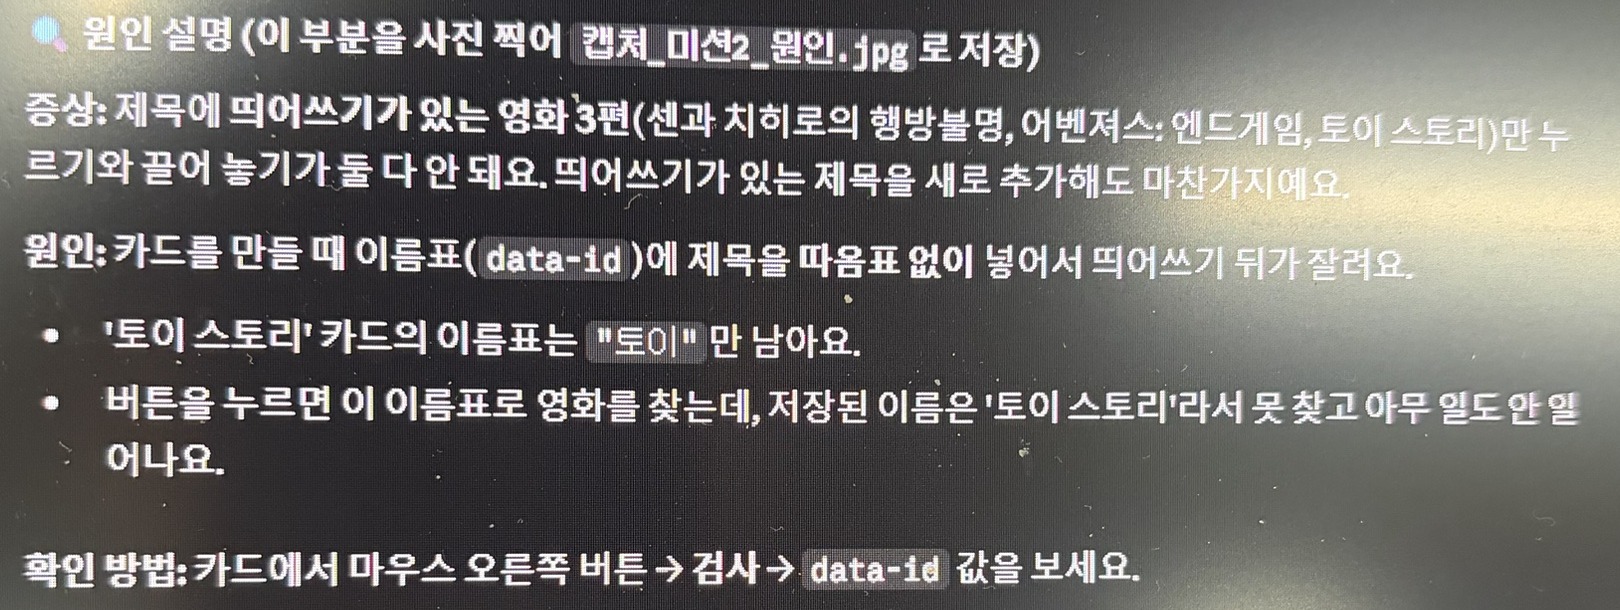 🔍 원인 설명 (이 부분을 사진 찍어 캡처_미션2_원인.jpg 로 저장)
증상: 제목에 띄어쓰기가 있는 영화 3편(센과 치히로의 행방불명, 어벤져스: 엔드게임, 토이 스토리)만 누
르기와 끌어 놓기가 둘 다 안 돼요. 띄어쓰기가 있는 제목을 새로 추가해도 마찬가지예요.
원인: 카드를 만들 때 이름표( data-id )에 제목을 따옴표 없이 넣어서 띄어쓰기 뒤가 잘려요.
• '토이 스토리' 카드의 이름표는 "토이" 만 남아요.
• 버튼을 누르면 이 이름표로 영화를 찾는데, 저장된 이름은 '토이 스토리'라서 못 찾고 아무 일도 안 일
어나요.
확인 방법: 카드에서 마우스 오른쪽 버튼 → 검사 → data-id 값을 보세요.